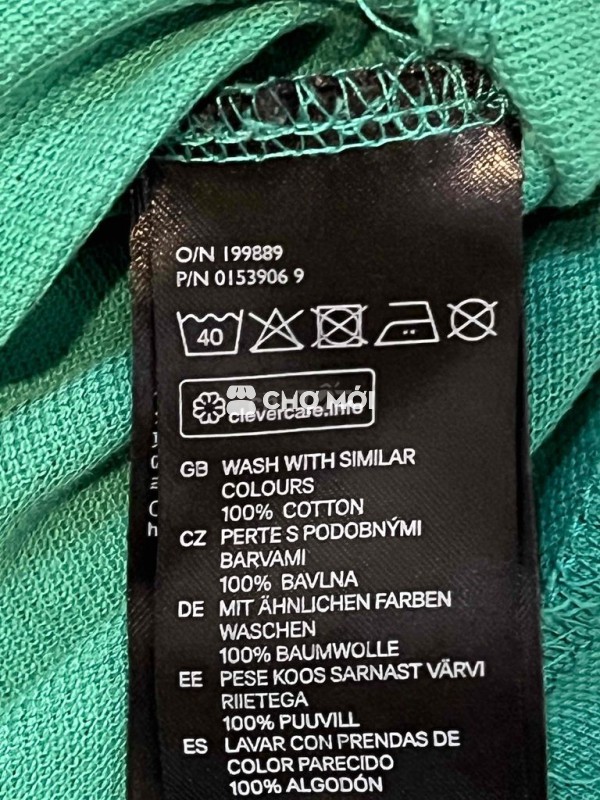 O/N 199889
P/N 0153906 9
40
CHỢ MỚI
clevercare.info
GB WASH WITH SIMILAR
COLOURS
100% COTTON
CZ PERTE S PODOBNÝMI
BARVAMI
100% BAVLNA
DE MIT ÄHNLICHEN FARBEN
WASCHEN
100% BAUMWOLLE
EE PESE KOOS SARNAST VÄRVI
RIIETEGA
100% PUUVILL
ES LAVAR CON PRENDAS DE
COLOR PARECIDO
100% ALGODÓN